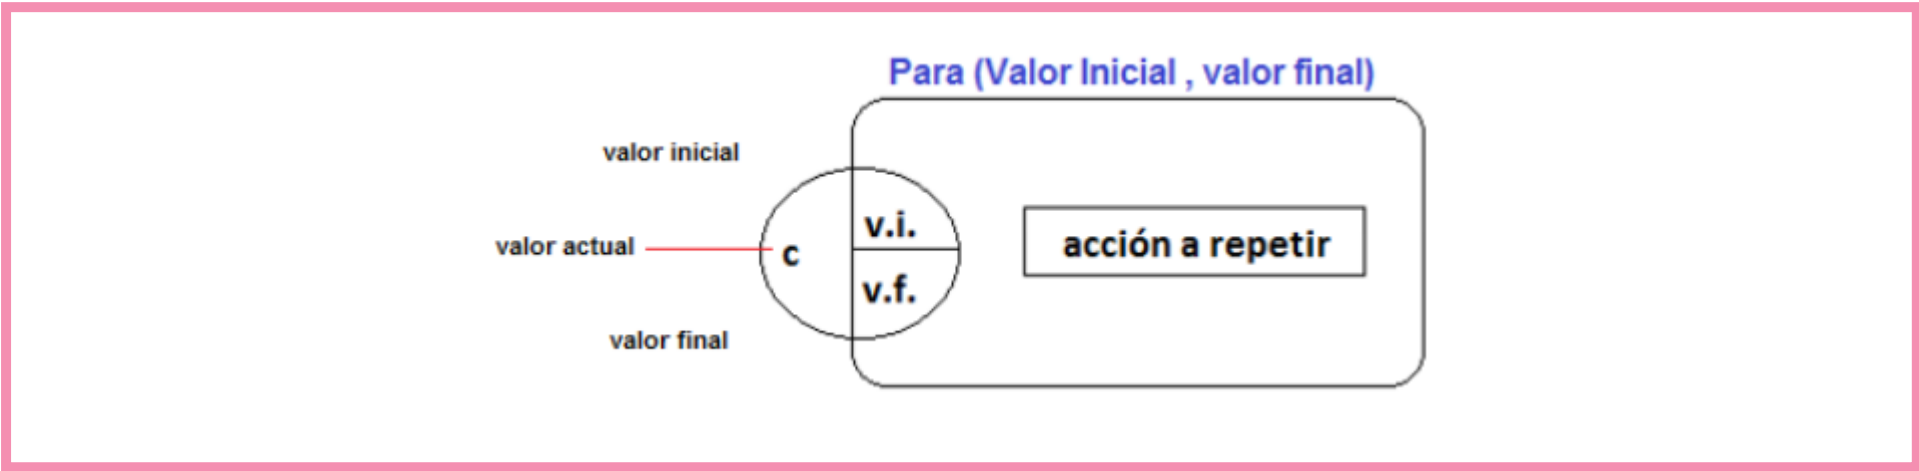 Para (Valor Inicial , valor final)
valor inicial
v.i.
valor actual
c
acción a repetir
v.f.
valor final